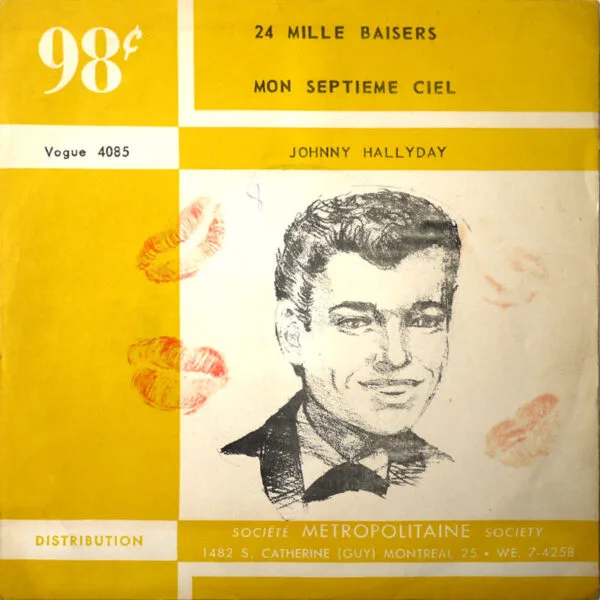 98¢
24 MILLE BAISERS
MON SEPTIEME CIEL
Vogue 4085
JOHNNY HALLYDAY
DISTRIBUTION
SOCIÉTÉ METROPOLITAINE SOCIETY
1482 S. CATHERINE (GUY) MONTREAL 25 • WE. 7-4258